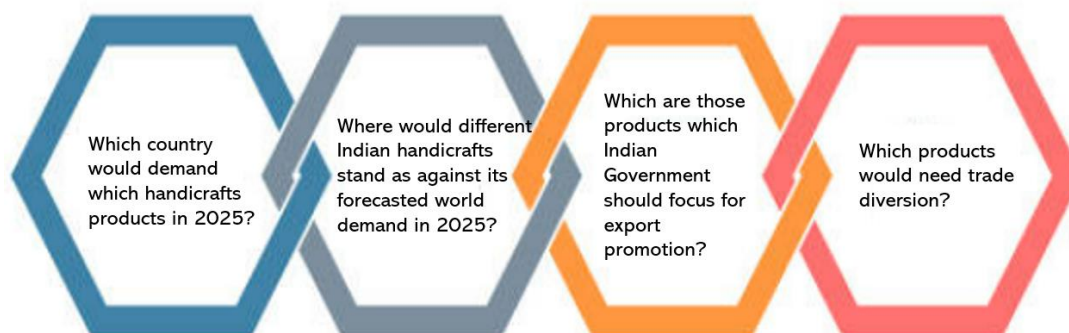 Which country
would demand
which handicrafts
products in 2025?
Where would different
Indian handicrafts
stand as against its
forecasted world
demand in 2025?
Which are those
products which
Indian
Government
should focus for
export
promotion?
Which products
would need trade
diversion?